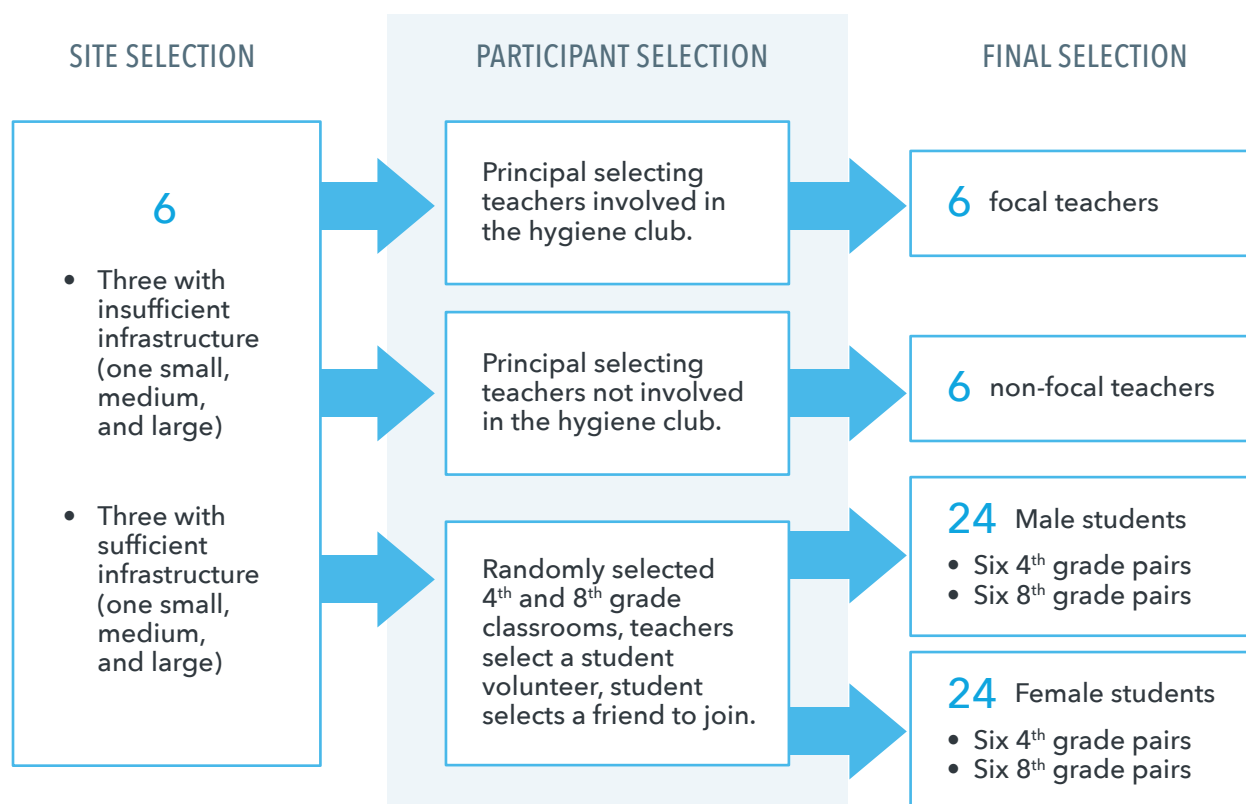 SITE SELECTION
PARTICIPANT SELECTION
FINAL SELECTION
6
• Three with
insufficient
infrastructure
(one small,
medium,
and large)
• Three with
sufficient
infrastructure
(one small,
medium,
and large)
Principal selecting
teachers involved in
the hygiene club.
Principal selecting
teachers not involved
in the hygiene club.
Randomly selected
4th and 8th grade
classrooms, teachers
select a student
volunteer, student
selects a friend to join.
6 focal teachers
6 non-focal teachers
24 Male students
• Six 4th grade pairs
• Six 8th grade pairs
24 Female students
• Six 4th grade pairs
• Six 8th grade pairs